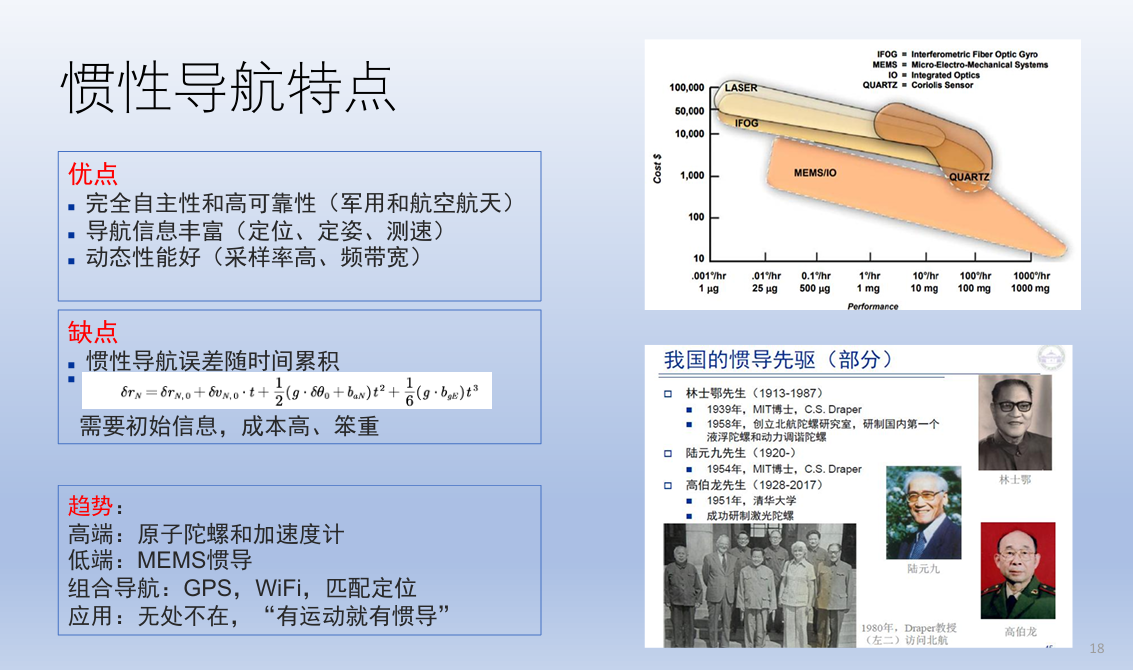 惯性导航特点
优点
完全自主性和高可靠性（军用和航空航天）
导航信息丰富（定位、定姿、测速）
动态性能好（采样率高、频带宽）
缺点
惯性导航误差随时间累积
δr_N = δr_{N,0} + δv_{N,0} · t + 1/2 (g · δθ_0 + b_{aN}) t^2 + 1/6 (g · b_{gE}) t^3
需要初始信息，成本高、笨重
趋势：
高端：原子陀螺和加速度计
低端：MEMS惯导
组合导航：GPS，WiFi，匹配定位
应用：无处不在，“有运动就有惯导”
IFOG = Interferometric Fiber Optic Gyro
MEMS = Micro-Electro-Mechanical Systems
IO = Integrated Optics
QUARTZ = Coriolis Sensor
100,000
50,000
10,000
1,000
100
10
Cost $
LASER
IFOG
MEMS/IO
QUARTZ
.001°/hr .01°/hr 0.1°/hr 1°/hr 10°/hr 100°/hr 1000°/hr
1 µg 25 µg 500 µg 1 mg 10 mg 100 mg 1000 mg
Performance
我国的惯导先驱（部分）
林士鄂先生（1913-1987）
1939年，MIT博士，C.S. Draper
1958年，创立北航陀螺研究室，研制国内第一个
液浮陀螺和动力调谐陀螺
陆元九先生（1920-）
1954年，MIT博士，C.S. Draper
高伯龙先生（1928-2017）
1951年，清华大学
成功研制激光陀螺
林士鄂
陆元九
高伯龙
1980年，Draper教授
（左二）访问北航
18